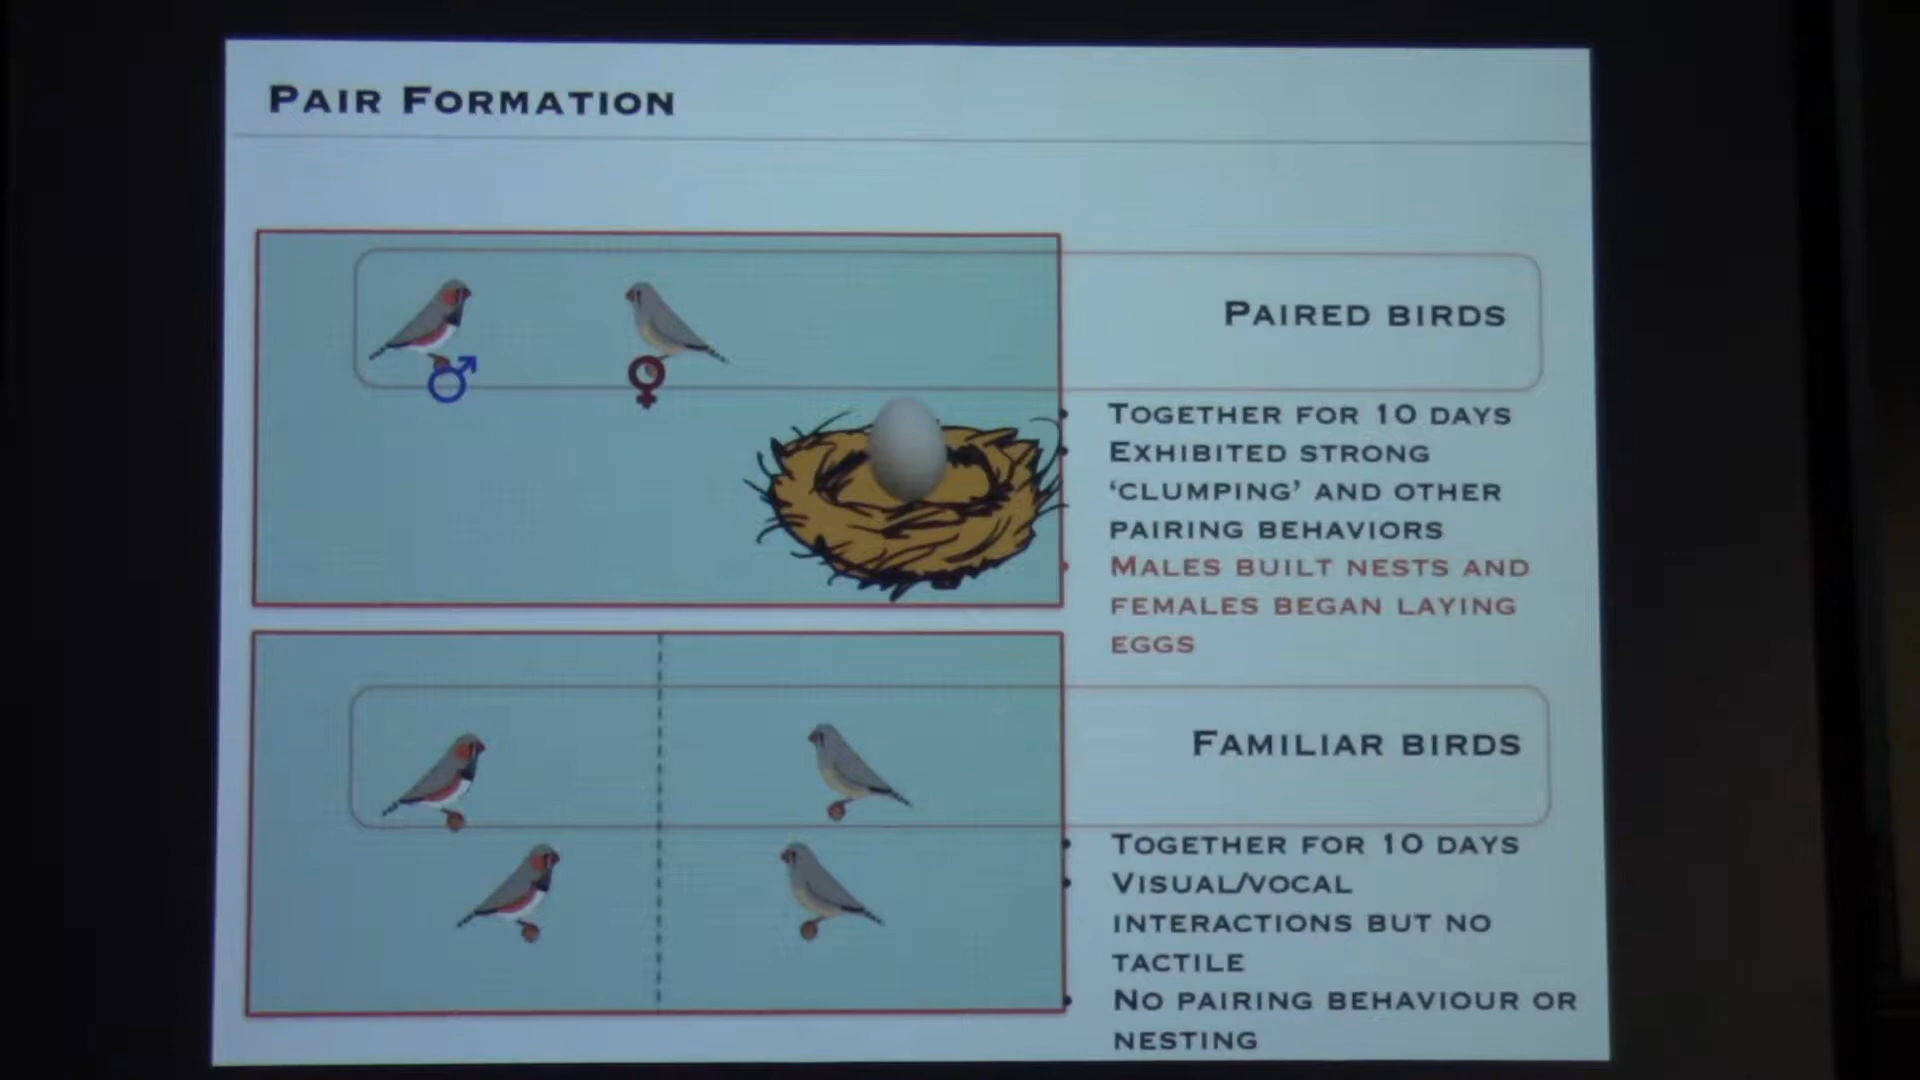 PAIR FORMATION
PAIRED BIRDS
TOGETHER FOR 10 DAYS
EXHIBITED STRONG
‘CLUMPING’ AND OTHER
PAIRING BEHAVIORS
MALES BUILT NESTS AND
FEMALES BEGAN LAYING
EGGS
FAMILIAR BIRDS
TOGETHER FOR 10 DAYS
VISUAL/VOCAL
INTERACTIONS BUT NO
TACTILE
NO PAIRING BEHAVIOUR OR
NESTING